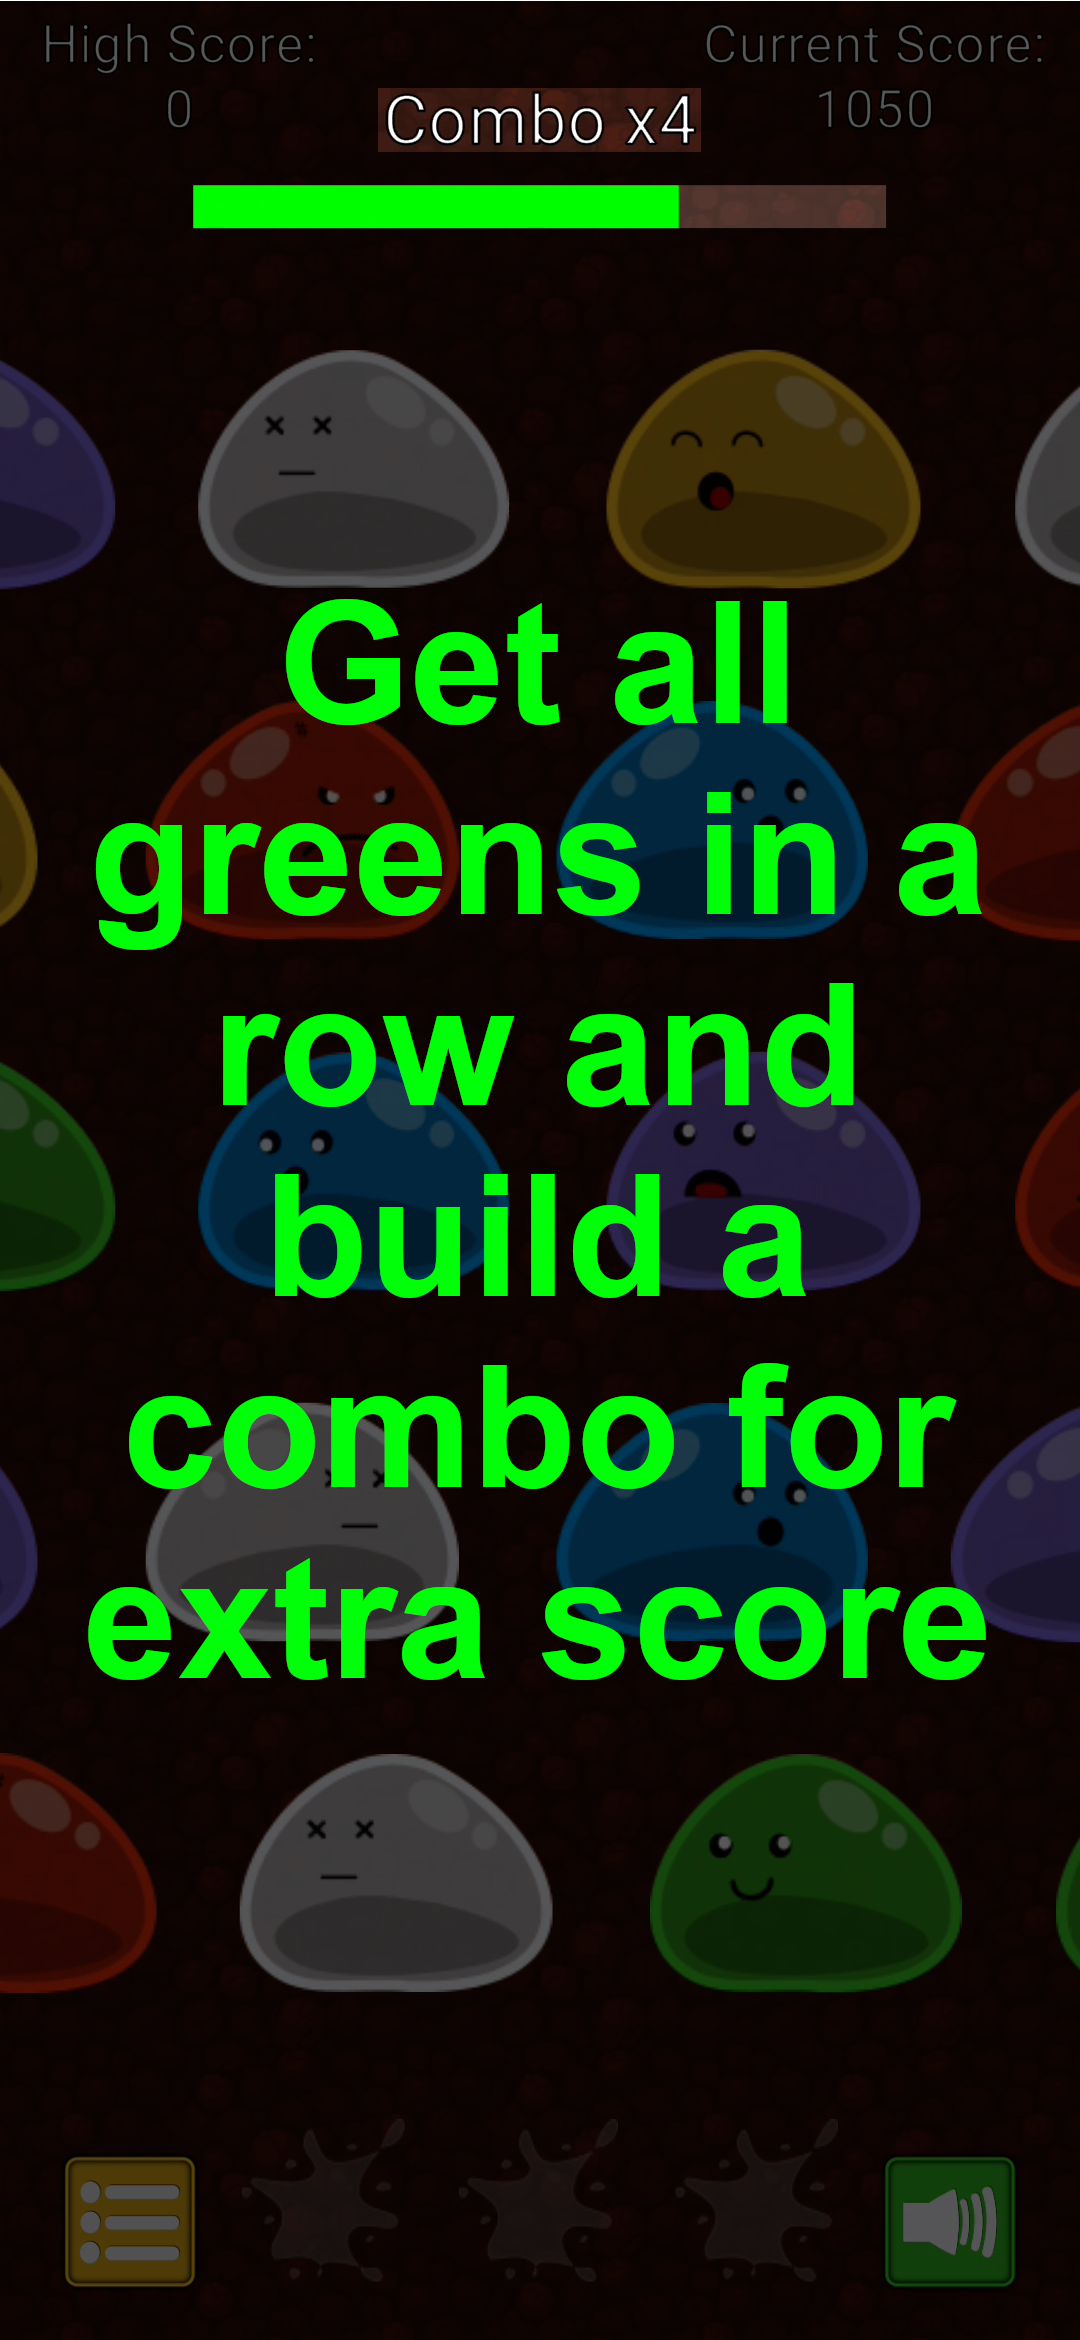 High Score:
Current Score:
0
Combo x4
1050
Get all
greens in a
row and
build a
combo for
extra score